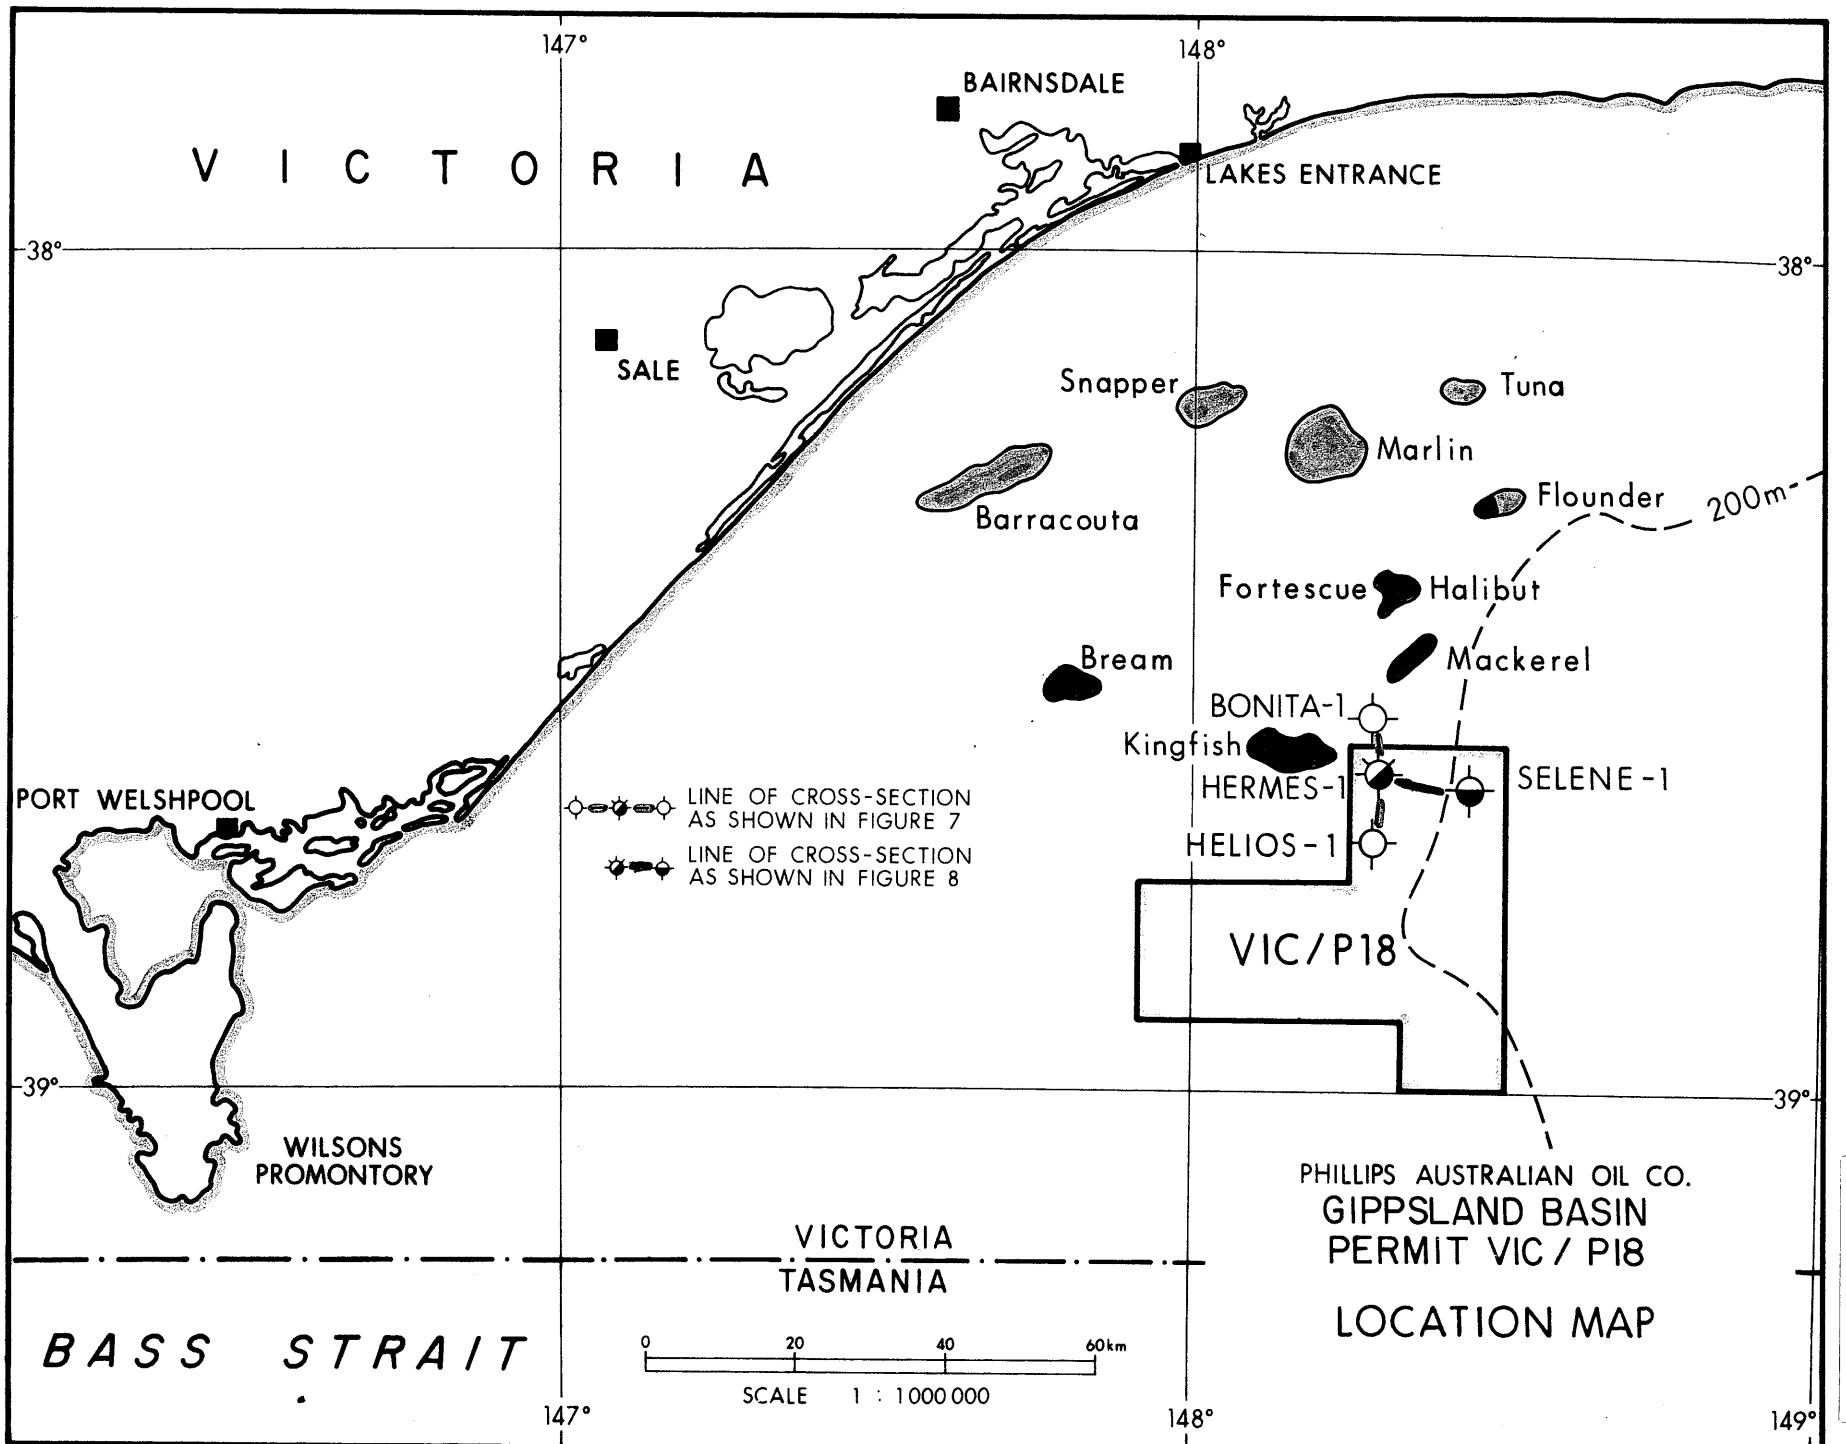 147°
148°
BAIRNSDALE
VICTORIA
LAKES ENTRANCE
38°
38°
SALE
Snapper
Tuna
Marlin
Barracouta
Flounder
200m
Fortescue
Halibut
Bream
Mackerel
BONITA-1
Kingfish
HERMES-1
SELENE-1
HELIOS-1
PORT WELSHPOOL
LINE OF CROSS-SECTION
AS SHOWN IN FIGURE 7
LINE OF CROSS-SECTION
AS SHOWN IN FIGURE 8
VIC/P18
39°
39°
WILSONS
PROMONTORY
PHILLIPS AUSTRALIAN OIL CO.
GIPPSLAND BASIN
PERMIT VIC / P18
LOCATION MAP
VICTORIA
TASMANIA
BASS STRAIT
0 20 40 60km
SCALE 1 : 1000000
147°
148°
149°